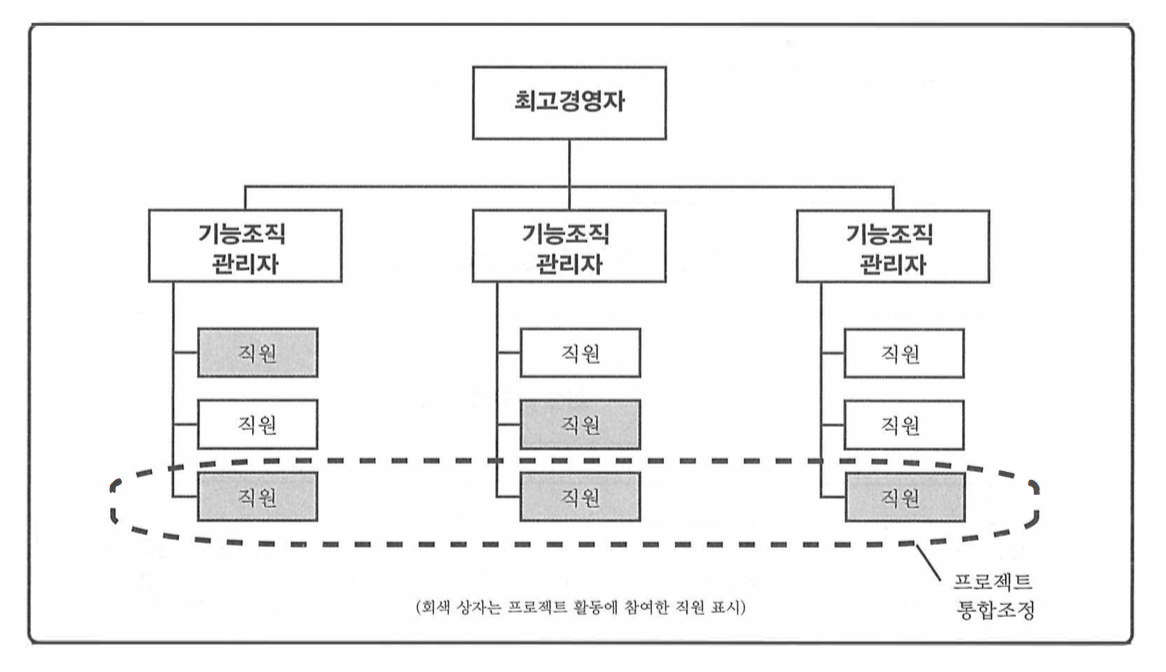 최고경영자
기능조직
관리자
기능조직
관리자
기능조직
관리자
직원
직원
직원
직원
직원
직원
직원
직원
직원
프로젝트
통합조정
(회색 상자는 프로젝트 활동에 참여한 직원 표시)